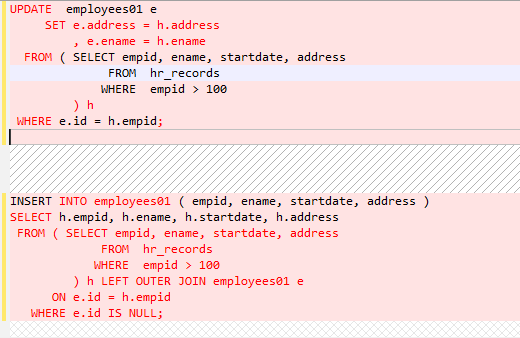 UPDATE  employees01 e
SET e.address = h.address
, e.ename = h.ename
FROM ( SELECT empid, ename, startdate, address
FROM  hr_records
WHERE  empid > 100
) h
WHERE e.id = h.empid;
INSERT INTO employees01 ( empid, ename, startdate, address )
SELECT h.empid, h.ename, h.startdate, h.address
FROM ( SELECT empid, ename, startdate, address
FROM  hr_records
WHERE  empid > 100
) h LEFT OUTER JOIN employees01 e
ON e.id = h.empid
WHERE e.id IS NULL;